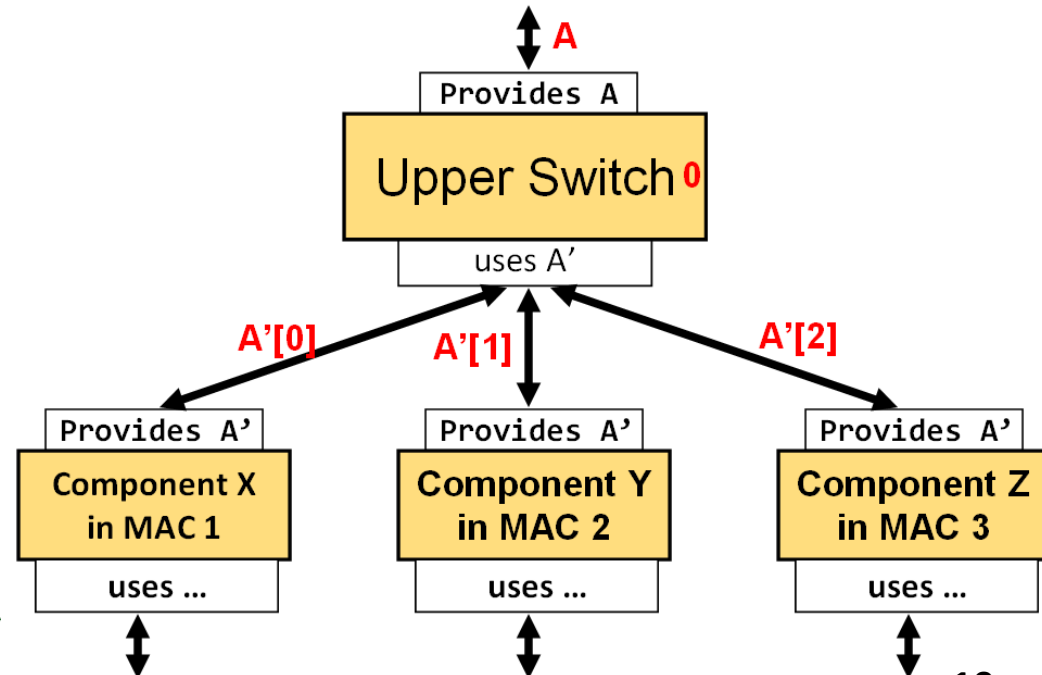 A
Provides A
Upper Switch 0
uses A’
A’[0]
A’[1]
A’[2]
Provides A’
Provides A’
Provides A’
Component X
in MAC 1
Component Y
in MAC 2
Component Z
in MAC 3
uses ...
uses ...
uses ...